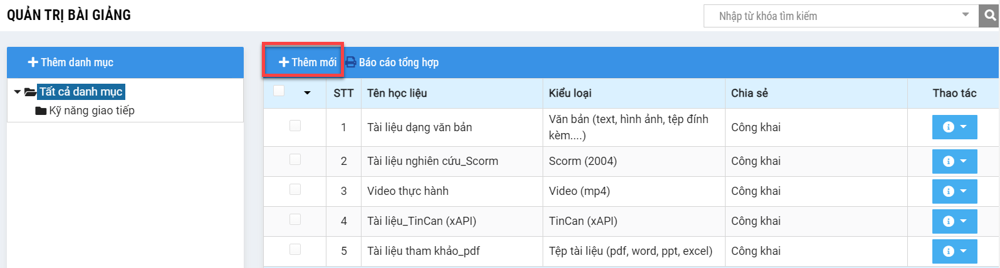 QUẢN TRỊ BÀI GIẢNG
Nhập từ khóa tìm kiếm
Thêm danh mục
Tất cả danh mục
Kỹ năng giao tiếp
Thêm mới Báo cáo tổng hợp
STT Tên học liệu Kiểu loại Chia sẻ Thao tác
1 Tài liệu dạng văn bản Văn bản (text, hình ảnh, tệp đính
kèm....) Công khai
2 Tài liệu nghiên cứu_Scorm Scorm (2004) Công khai
3 Video thực hành Video (mp4) Công khai
4 Tài liệu_TinCan (xAPI) TinCan (xAPI) Công khai
5 Tài liệu tham khảo_pdf Tệp tài liệu (pdf, word, ppt, excel) Công khai